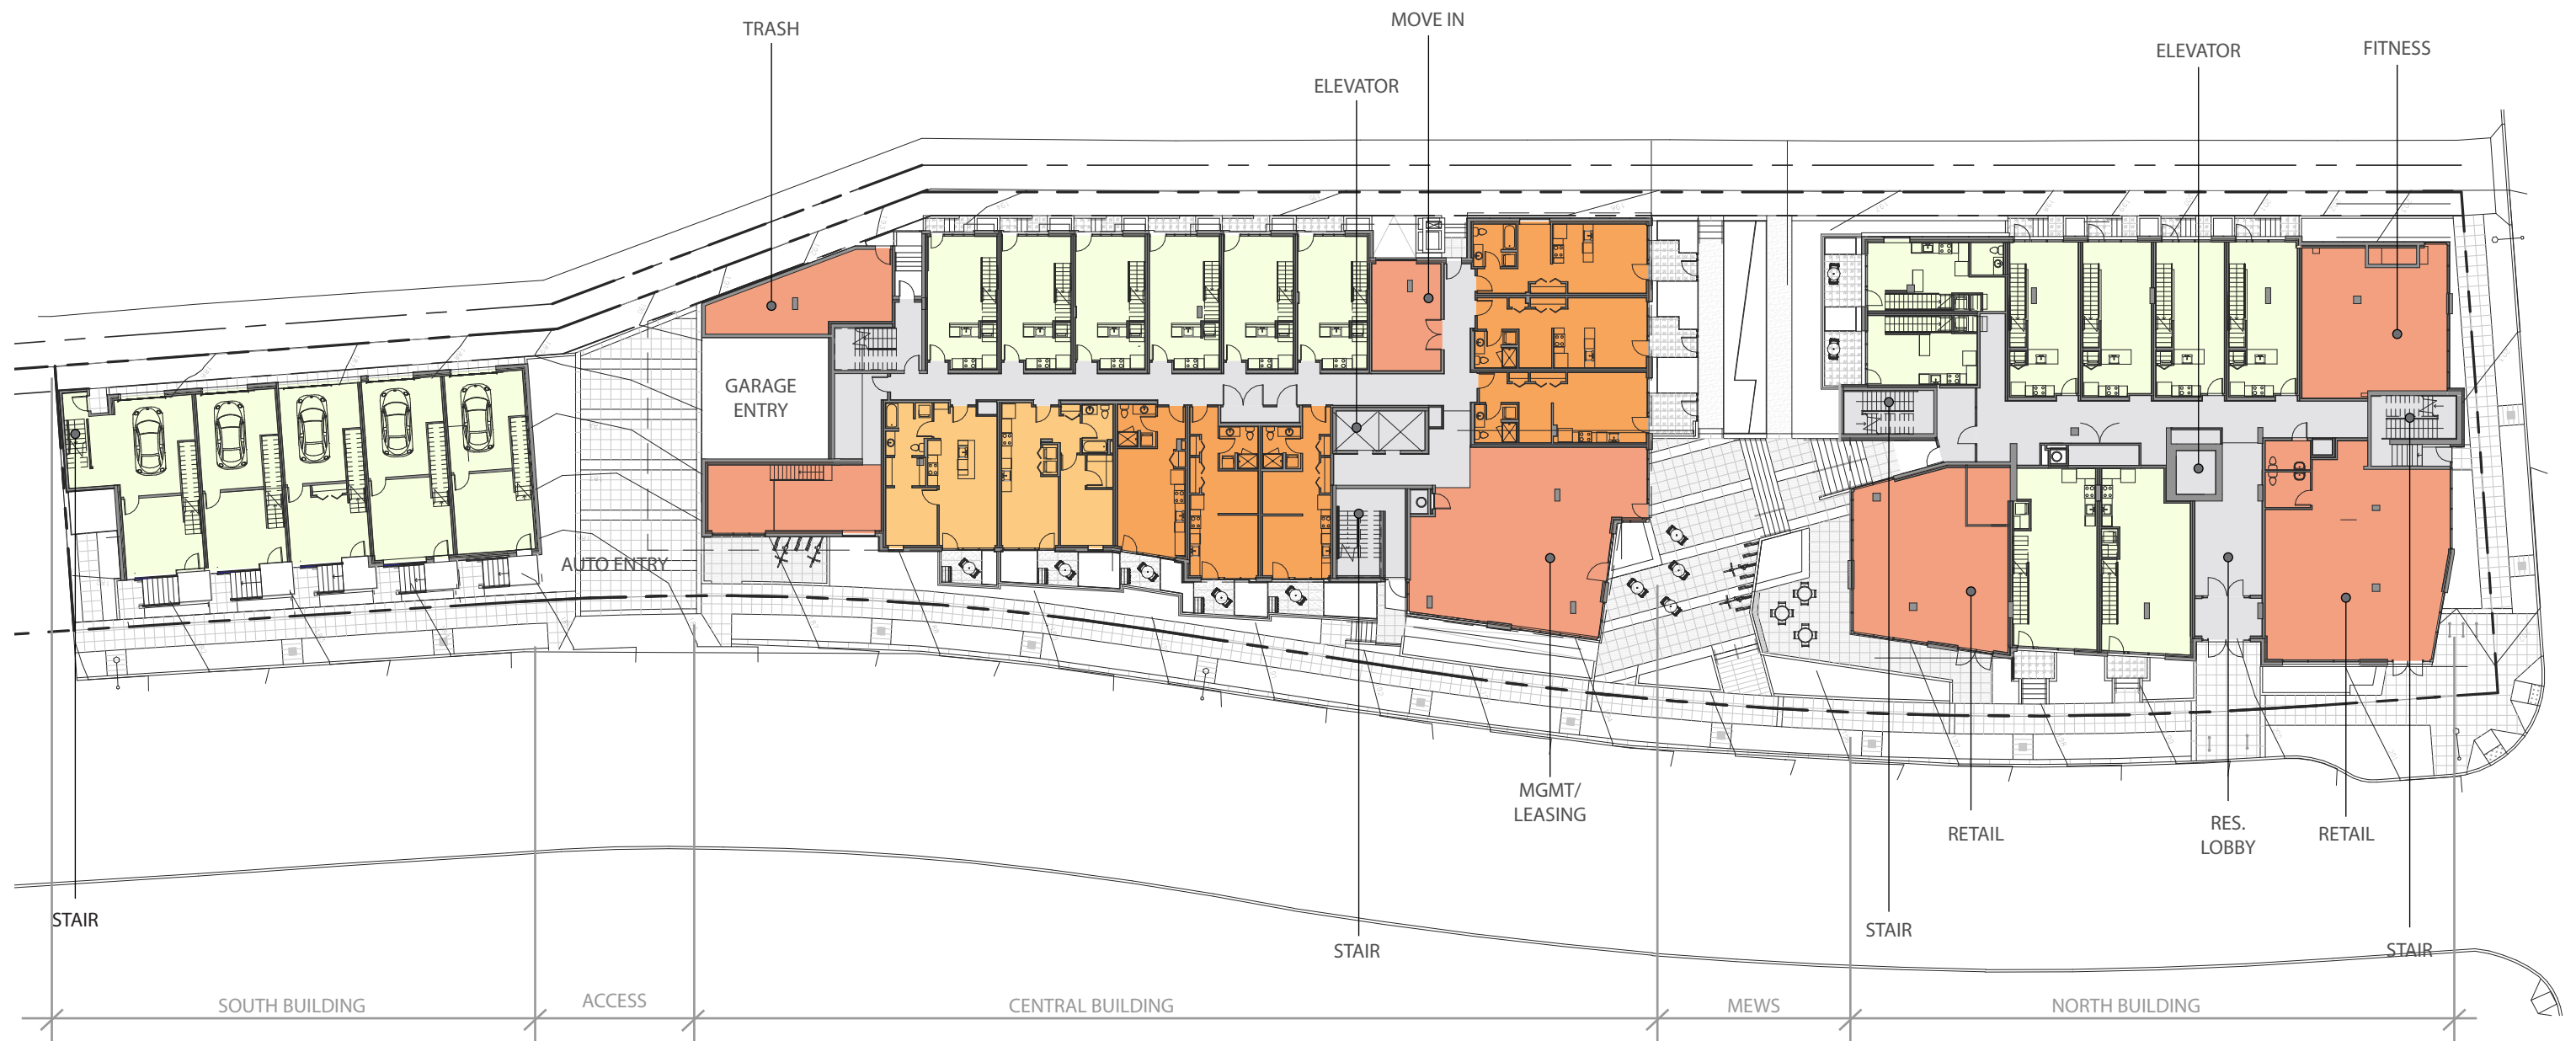 MOVE IN
TRASH
FITNESS
ELEVATOR
ELEVATOR
GARAGE
ENTRY
AUTO ENTRY
MGMT/
LEASING
RETAIL
RES.
LOBBY
RETAIL
STAIR
STAIR
STAIR
STAIR
SOUTH BUILDING
ACCESS
CENTRAL BUILDING
MEWS
NORTH BUILDING